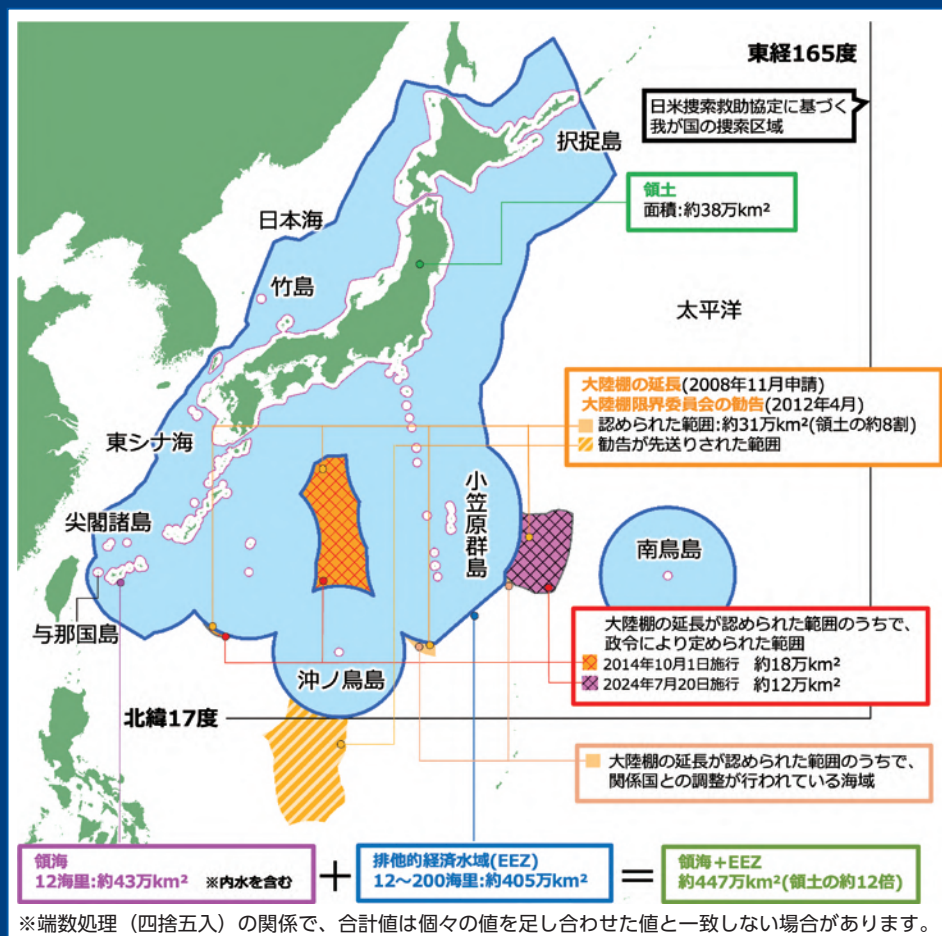 東経165度
日米捜索救助協定に基づく
我が国の捜索区域
択捉島
領土
面積:約38万km²
日本海
竹島
太平洋
大陸棚の延長(2008年11月申請)
大陸棚限界委員会の勧告(2012年4月)
認められた範囲:約31万km²(領土の約8割)
勧告が先送りされた範囲
東シナ海
小笠原群島
尖閣諸島
南鳥島
与那国島
大陸棚の延長が認められた範囲のうちで、
政令により定められた範囲
2014年10月1日施行 約18万km²
2024年7月20日施行 約12万km²
沖ノ鳥島
北緯17度
大陸棚の延長が認められた範囲のうちで、
関係国との調整が行われている海域
領海
12海里:約43万km² ※内水を含む
+
排他的経済水域(EEZ)
12～200海里:約405万km²
=
領海+EEZ
約447万km²(領土の約12倍)
※端数処理（四捨五入）の関係で、合計値は個々の値を足し合わせた値と一致しない場合があります。